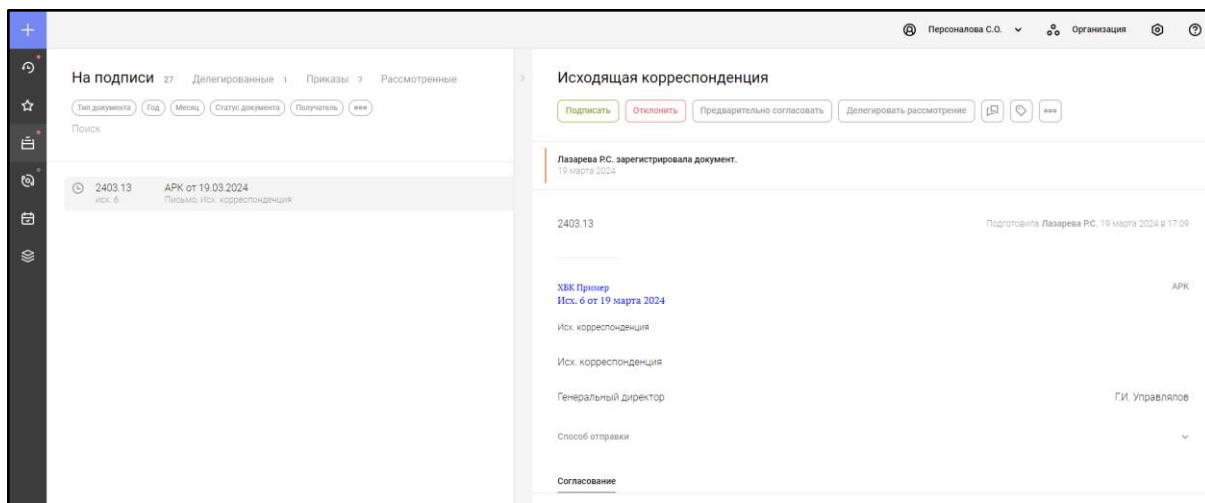 Персоналова С.О.
Организация
На подписи 27 Делегированные 1 Приказы 7 Рассмотренные
Тип документа Год Месяц Статус документа Получатель
Поиск
2403.13 АРК от 19.03.2024
исх. 6 Письмо, Исх. корреспонденция
Исходящая корреспонденция
Подписать Отклонить Предварительно согласовать Делегировать рассмотрение
Лазарева Р.С. зарегистрировала документ.
19 марта 2024
2403.13 Подготовила Лазарева Р.С. 19 марта 2024 в 17:09
ХБК Пример АРК
Исх. 6 от 19 марта 2024
Исх. корреспонденция
Исх. корреспонденция
Генеральный директор Г.И. Управлялов
Способ отправки
Согласование